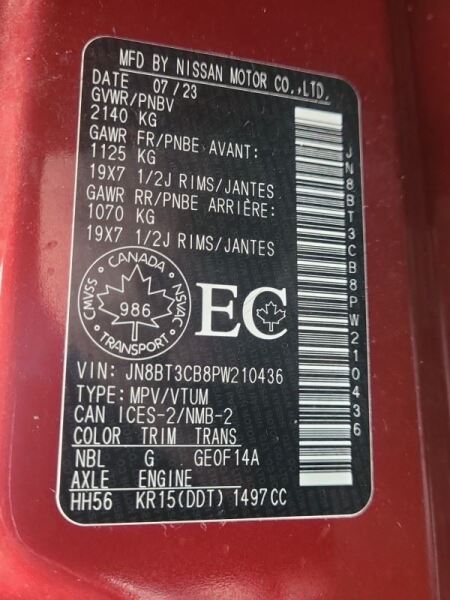 MFD BY NISSAN MOTOR CO.,LTD.
DATE 07/23
GVWR/PNBV
2140 KG
GAWR FR/PNBE AVANT:
1125 KG
19X7 1/2J RIMS/JANTES
GAWR RR/PNBE ARRIÈRE:
1070 KG
19X7 1/2J RIMS/JANTES
CANADA
CMVSS
986
NSVAC
TRANSPORT
EC
VIN: JN8BT3CB8PW210436
TYPE: MPV/VTUM
CAN ICES-2/NMB-2
COLOR TRIM TRANS
NBL G GE0F14A
AXLE ENGINE
HH56 KR15(DDT) 1497CC
JN8BT3CB8PW210436